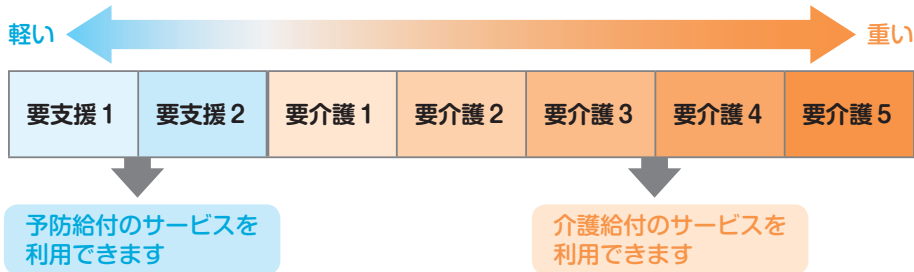 軽い 重い
要支援1 要支援2 要介護1 要介護2 要介護3 要介護4 要介護5
予防給付のサービスを
利用できます
介護給付のサービスを
利用できます